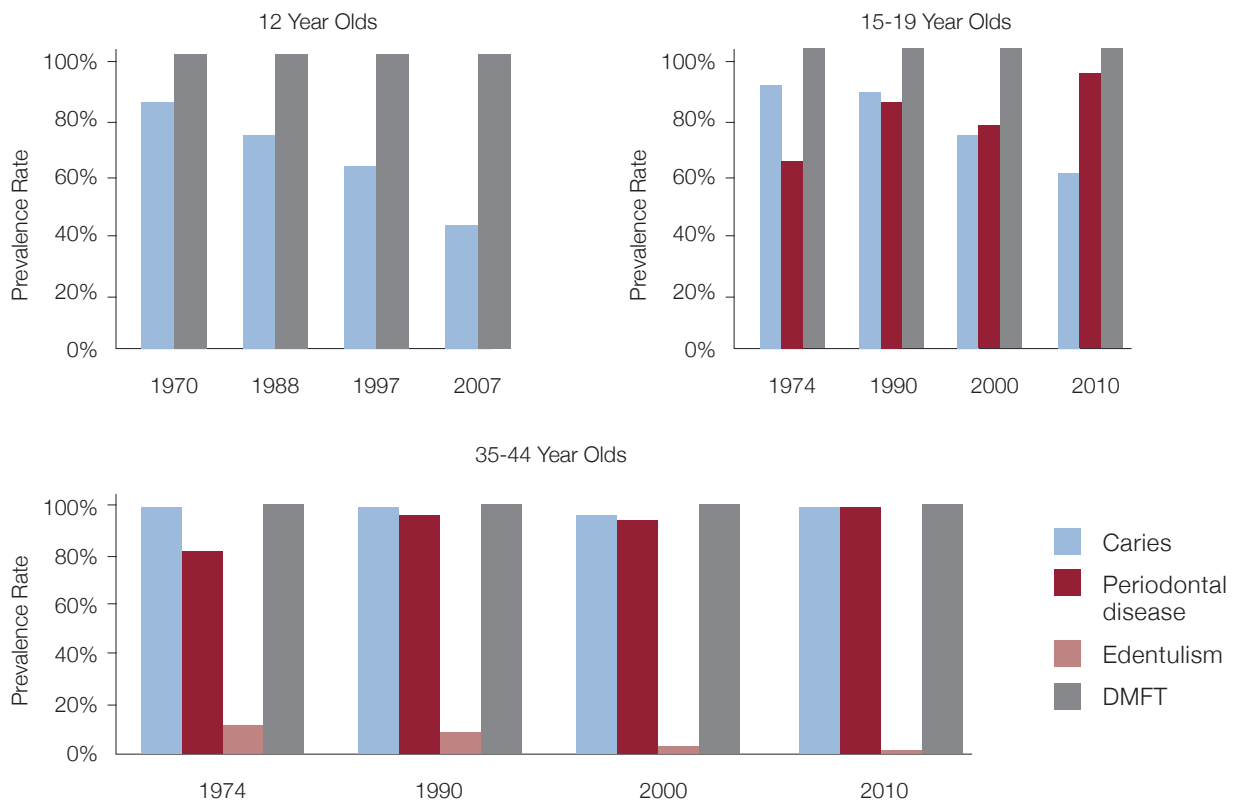 12 Year Olds
Prevalence Rate
100%
80%
60%
40%
20%
0%
1970 1988 1997 2007
15-19 Year Olds
Prevalence Rate
100%
80%
60%
40%
20%
0%
1974 1990 2000 2010
35-44 Year Olds
Prevalence Rate
100%
80%
60%
40%
20%
0%
1974 1990 2000 2010
Caries
Periodontal
disease
Edentulism
DMFT